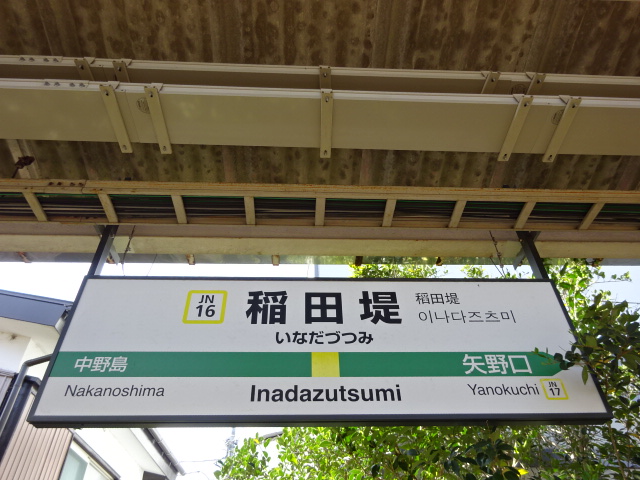 JN
16
稲田堤
稲田堤
이나다즈츠미
いなだづつみ
中野島
矢野口
Nakanoshima
Inadazutsumi
Yanokuchi
JN
17